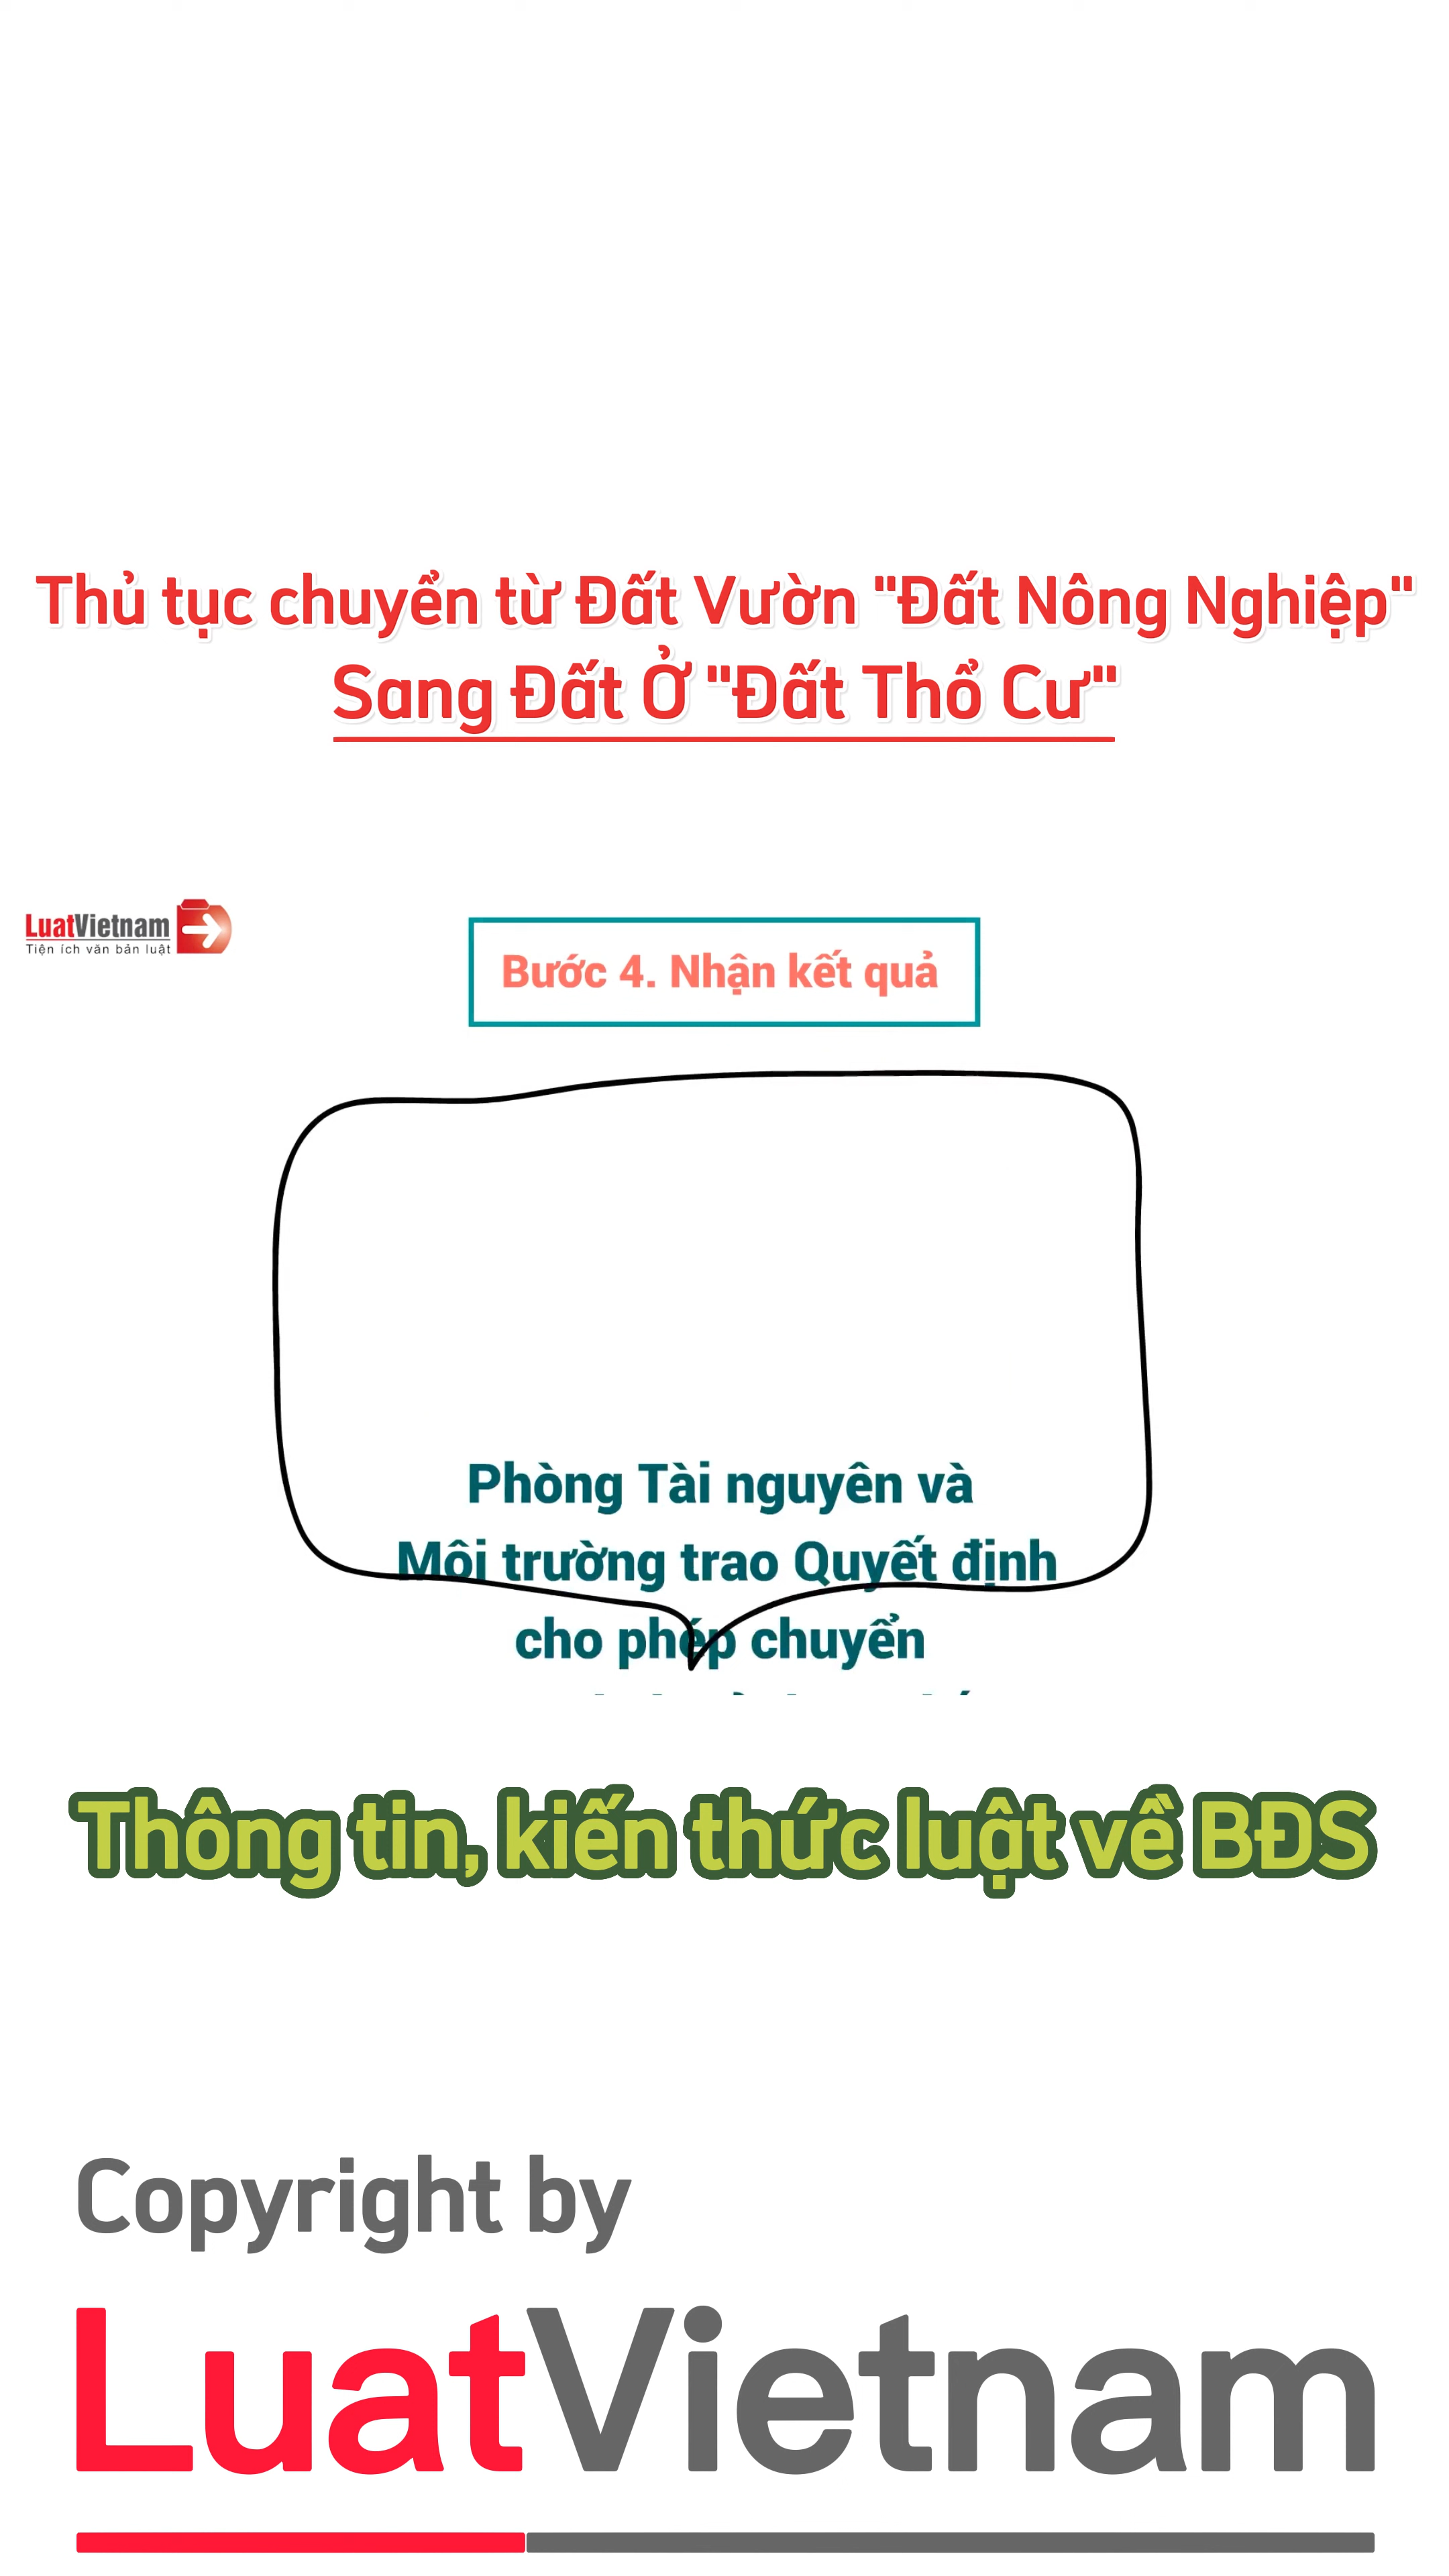 Thủ tục chuyển từ Đất Vườn "Đất Nông Nghiệp"
Sang Đất Ở "Đất Thổ Cư"
LuatVietnam
Tiện ích văn bản luật
Bước 4. Nhận kết quả
Phòng Tài nguyên và
Môi trường trao Quyết định
cho phép chuyển
Thông tin, kiến thức luật về BĐS
Copyright by
LuatVietnam